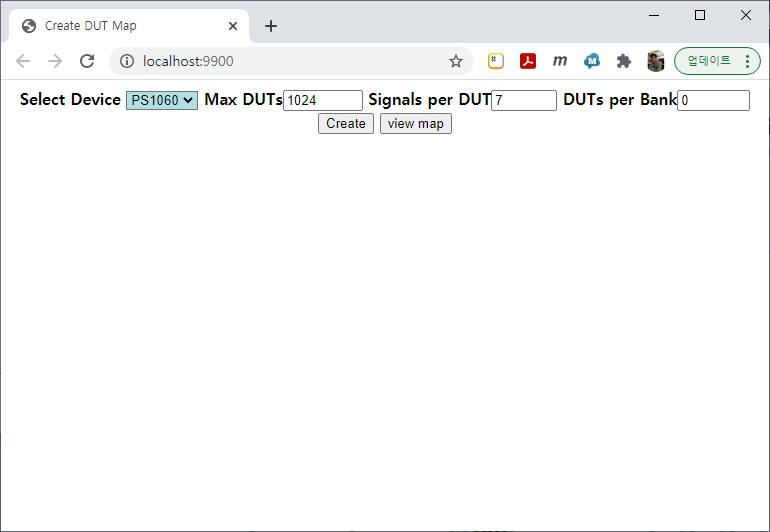 Create DUT Map
localhost:9900
업데이트
Select Device PS1060 Max DUTs 1024 Signals per DUT 7 DUTs per Bank 0
Create view map